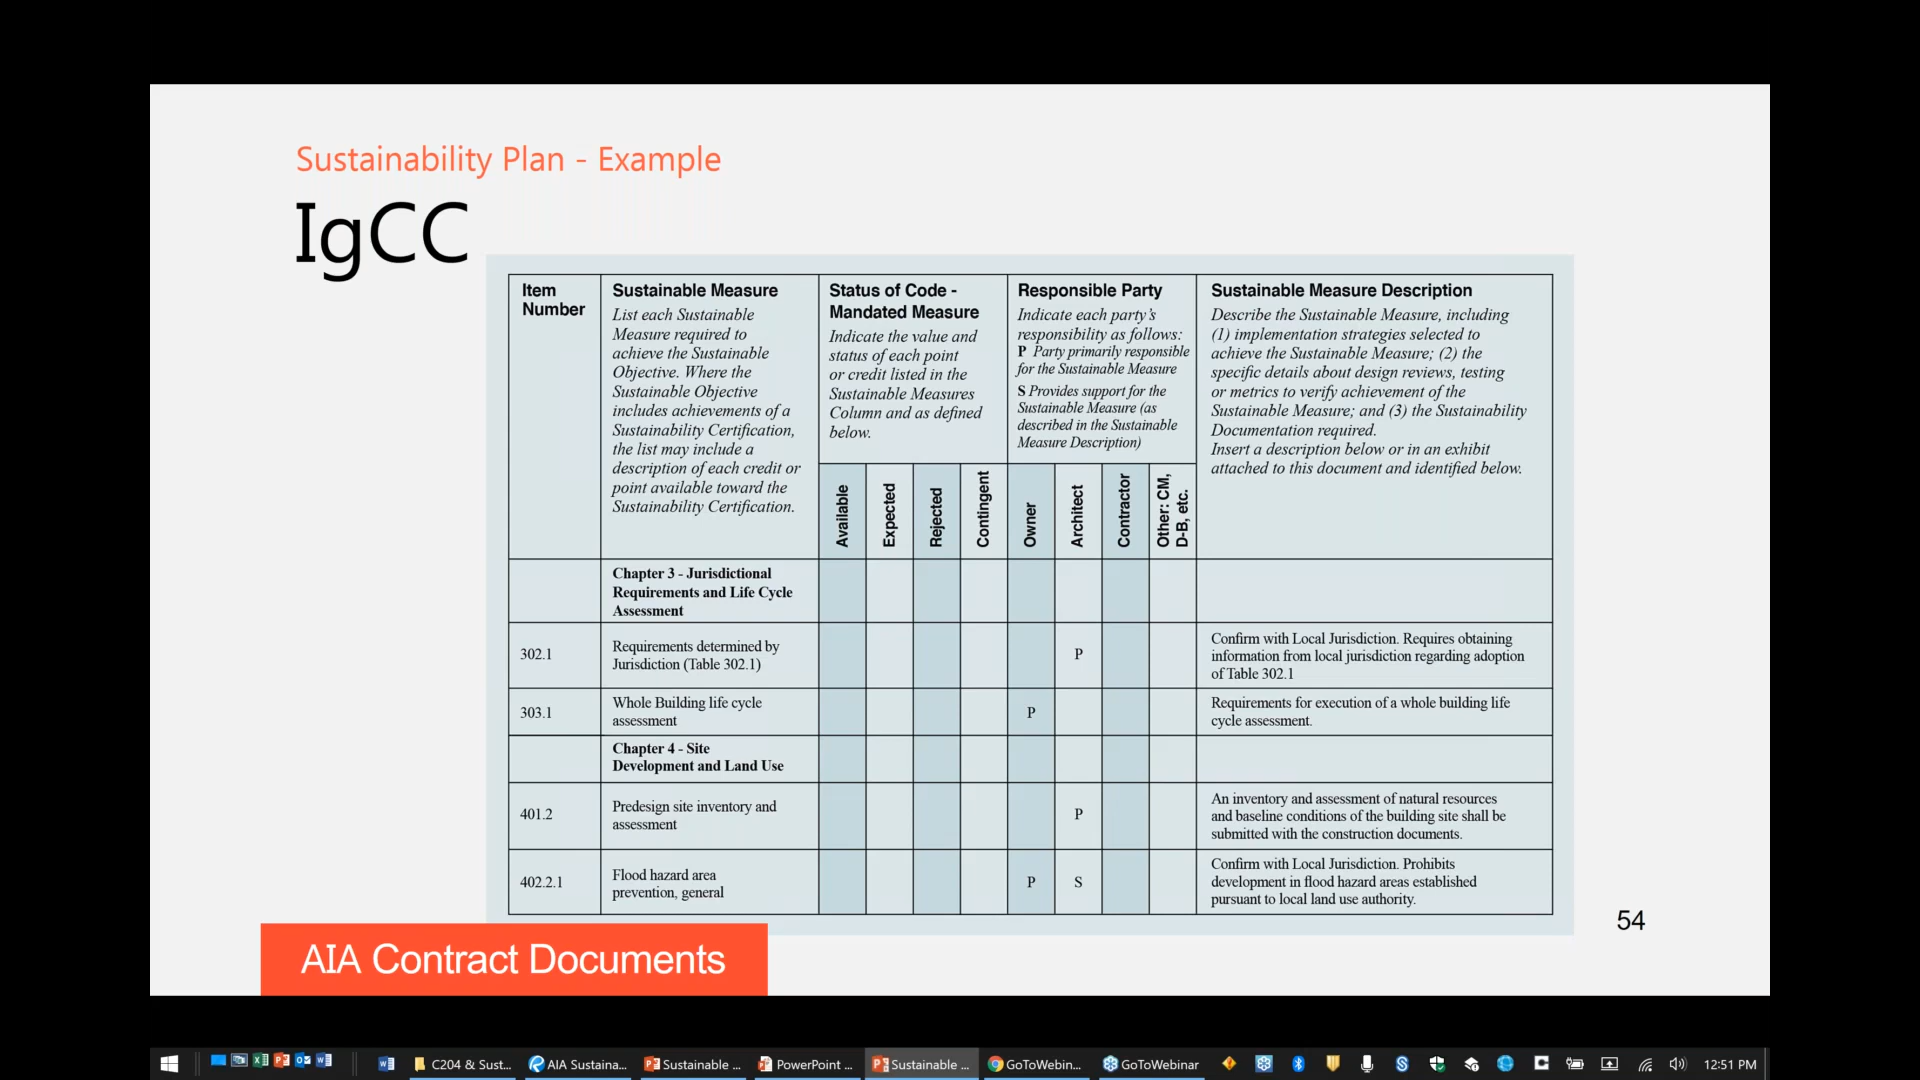 Sustainability Plan - Example
IgCC
Item
Number
Sustainable Measure
List each Sustainable
Measure required to
achieve the Sustainable
Objective. Where the
Sustainable Objective
includes achievements of a
Sustainability Certification,
the list may include a
description of each credit or
point available toward the
Sustainability Certification.
Status of Code -
Mandated Measure
Indicate the value and
status of each point
or credit listed in the
Sustainable Measures
Column and as defined
below.
Responsible Party
Indicate each party's
responsibility as follows:
P Party primarily responsible
for the Sustainable Measure
S Provides support for the
Sustainable Measure (as
described in the Sustainable
Measure Description)
Sustainable Measure Description
Describe the Sustainable Measure, including
(1) implementation strategies selected to
achieve the Sustainable Measure; (2) the
specific details about design reviews, testing
or metrics to verify achievement of the
Sustainable Measure; and (3) the Sustainability
Documentation required.
Insert a description below or in an exhibit
attached to this document and identified below.
Available
Expected
Rejected
Contingent
Owner
Architect
Contractor
Other: CM,
D-B, etc.
Chapter 3 - Jurisdictional
Requirements and Life Cycle
Assessment
302.1
Requirements determined by
Jurisdiction (Table 302.1)
P
Confirm with Local Jurisdiction. Requires obtaining
information from local jurisdiction regarding adoption
of Table 302.1
303.1
Whole Building life cycle
assessment
P
Requirements for execution of a whole building life
cycle assessment.
Chapter 4 - Site
Development and Land Use
401.2
Predesign site inventory and
assessment
P
An inventory and assessment of natural resources
and baseline conditions of the building site shall be
submitted with the construction documents.
402.2.1
Flood hazard area
prevention, general
P
S
Confirm with Local Jurisdiction. Prohibits
development in flood hazard areas established
pursuant to local land use authority.
54
AIA Contract Documents
C204 & Sust...
AIA Sustaina...
Sustainable ...
PowerPoint ...
Sustainable ...
GoToWebin...
GoToWebinar
12:51 PM